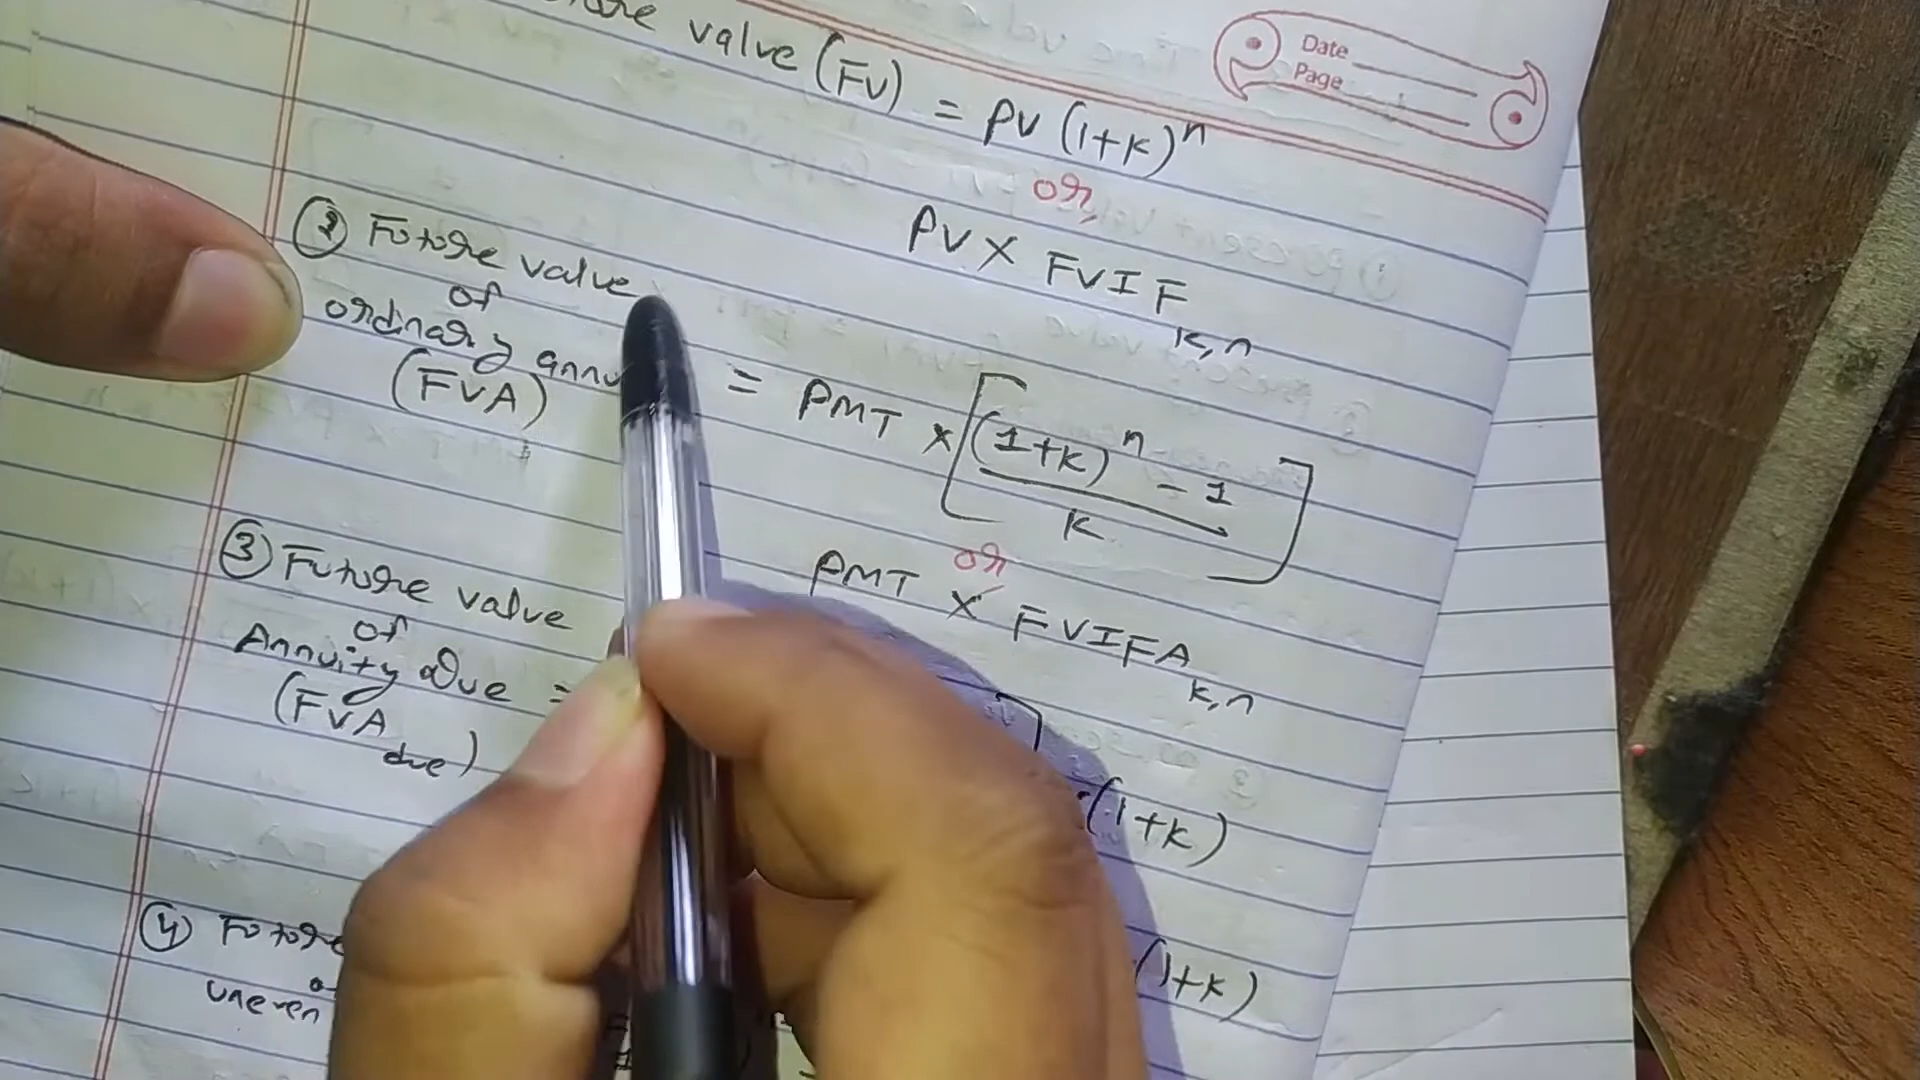 Date
Page
value (FV) = PV (1+k)^n
or,
PV X FVIF k,n
② Future value
of
ordinary
(FVA) = PMT × [(1+k)^n - 1 / k]
or
PMT X FVIFA k,n
③ Future value
of
Annuity Due =
(FVA due)
(1+k)
④ Future
uneven
(1+k)